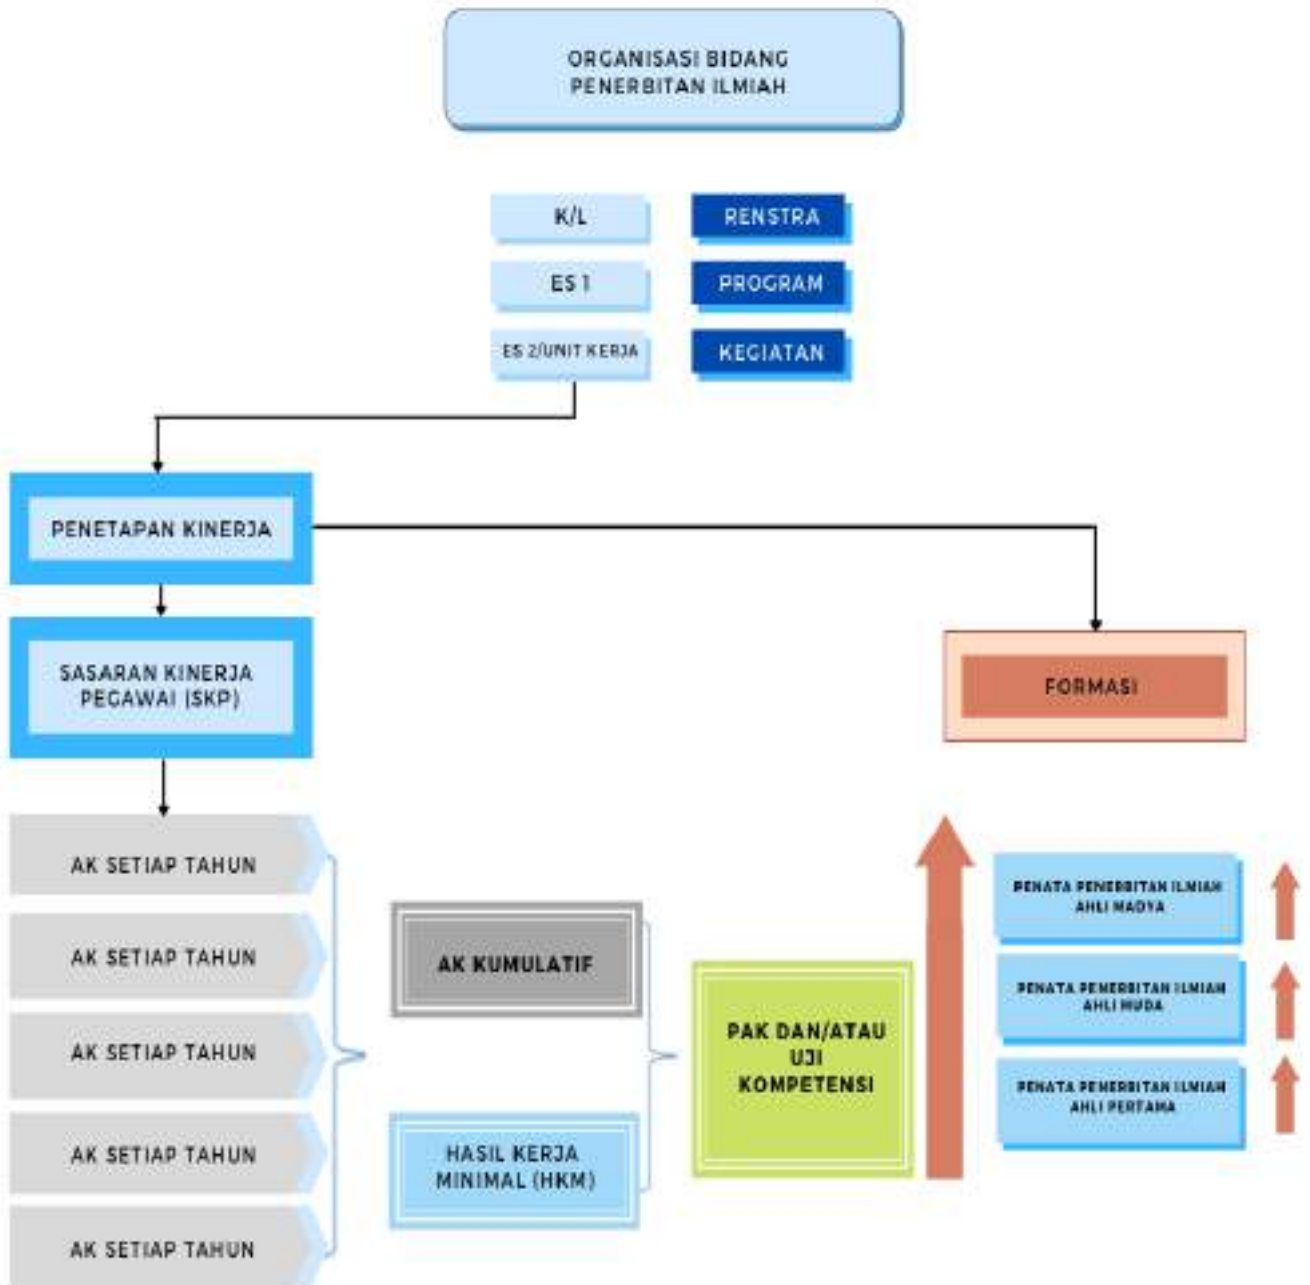 ORGANISASI BIDANG
PENERBITAN ILMIAH
K/L
RENSTRA
ES 1
PROGRAM
ES 2/UNIT KERJA
KEGIATAN
PENETAPAN KINERJA
SASARAN KINERJA
PEGAWAI (SKP)
FORMASI
AK SETIAP TAHUN
AK SETIAP TAHUN
AK SETIAP TAHUN
AK SETIAP TAHUN
AK SETIAP TAHUN
AK KUMULATIF
HASIL KERJA
MINIMAL (HKM)
PAK DAN/ATAU
UJI
KOMPETENSI
PENATA PENERBITAN ILMIAH
AHLI MADYA
PENATA PENERBITAN ILMIAH
AHLI MUDA
PENATA PENERBITAN ILMIAH
AHLI PERTAMA